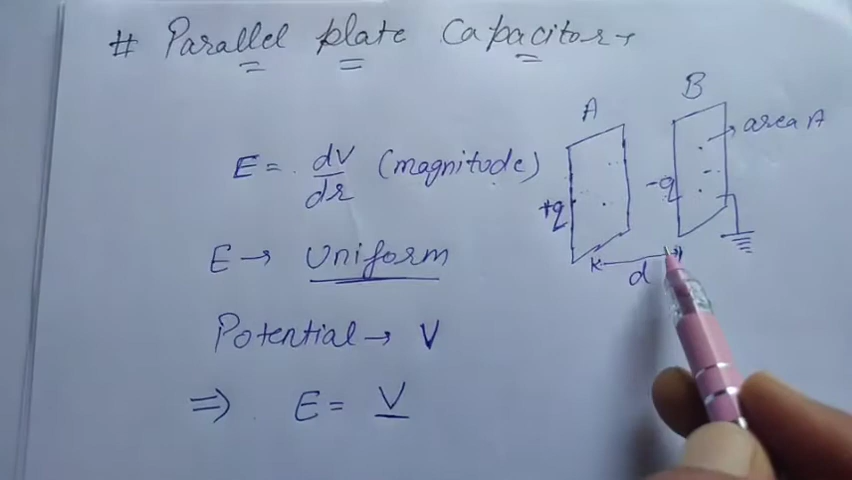 # Parallel plate Capacitor→
E = dV/dr (magnitude)
E → Uniform
Potential → V
⇒ E = V
A
B
area A
+q
-q
d